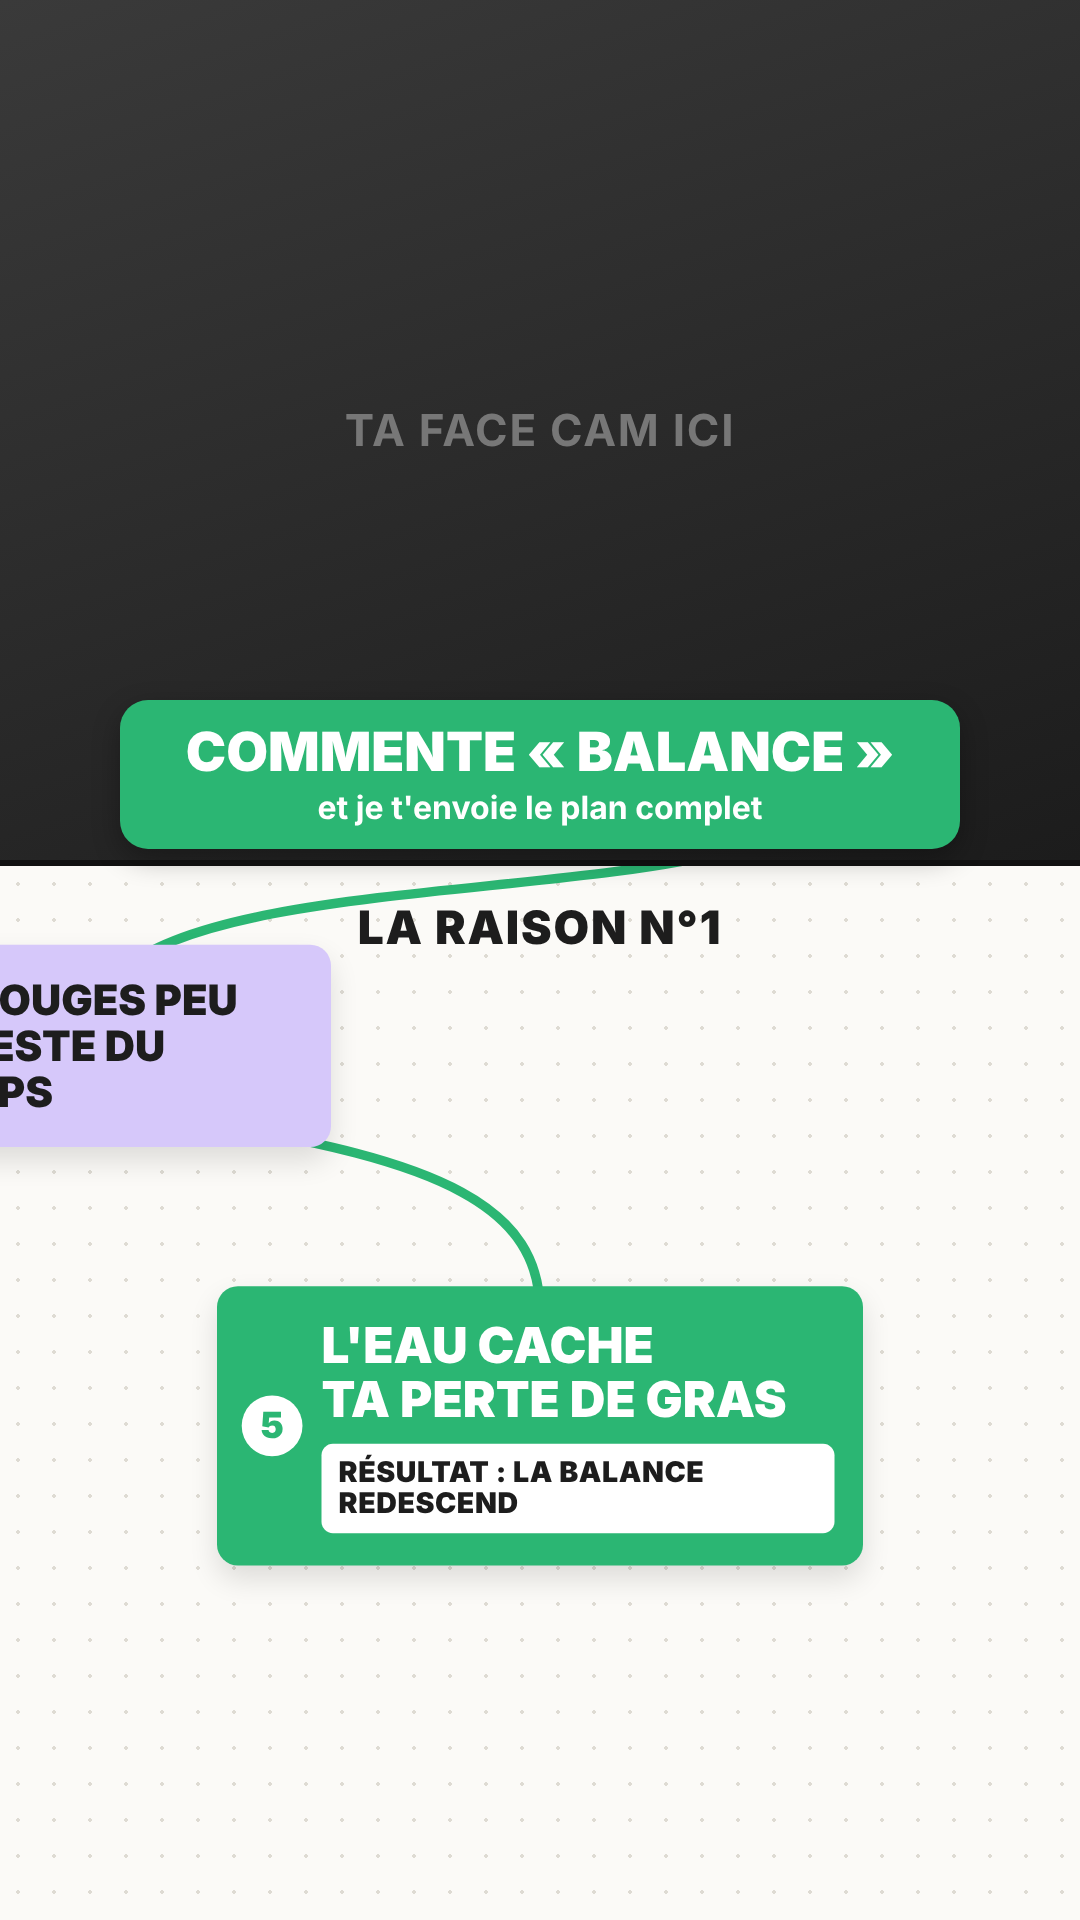 TA FACE CAM ICI
COMMENTE « BALANCE »
et je t'envoie le plan complet
LA RAISON N°1
OUGES PEU
ESTE DU
PS
5
L'EAU CACHE
TA PERTE DE GRAS
RÉSULTAT : LA BALANCE
REDESCEND